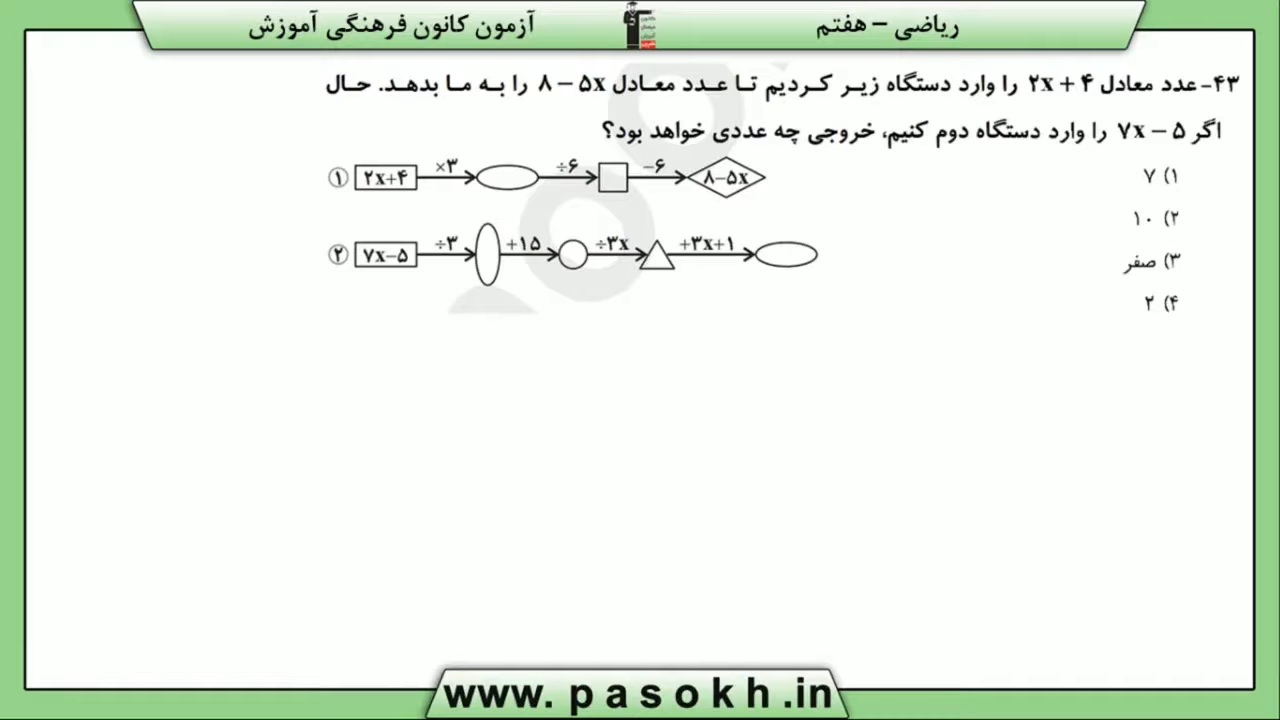 ریاضی – هفتم
آزمون کانون فرهنگی آموزش
۴۳- عدد معادل ۲x + ۴ را وارد دستگاه زیر کردیم تا عدد معادل ۸ – ۵x را به ما بدهد. حال
اگر ۷x – ۵ را وارد دستگاه دوم کنیم، خروجی چه عددی خواهد بود؟
۱) ۷
۲) ۱۰
۳) صفر
۴) ۲
① ۲x+۴ ×۳ ÷۶ –۶ ۸–۵x
② ۷x–۵ ÷۳ +۱۵ ÷۳x +۳x+۱
www. p a s o k h .in